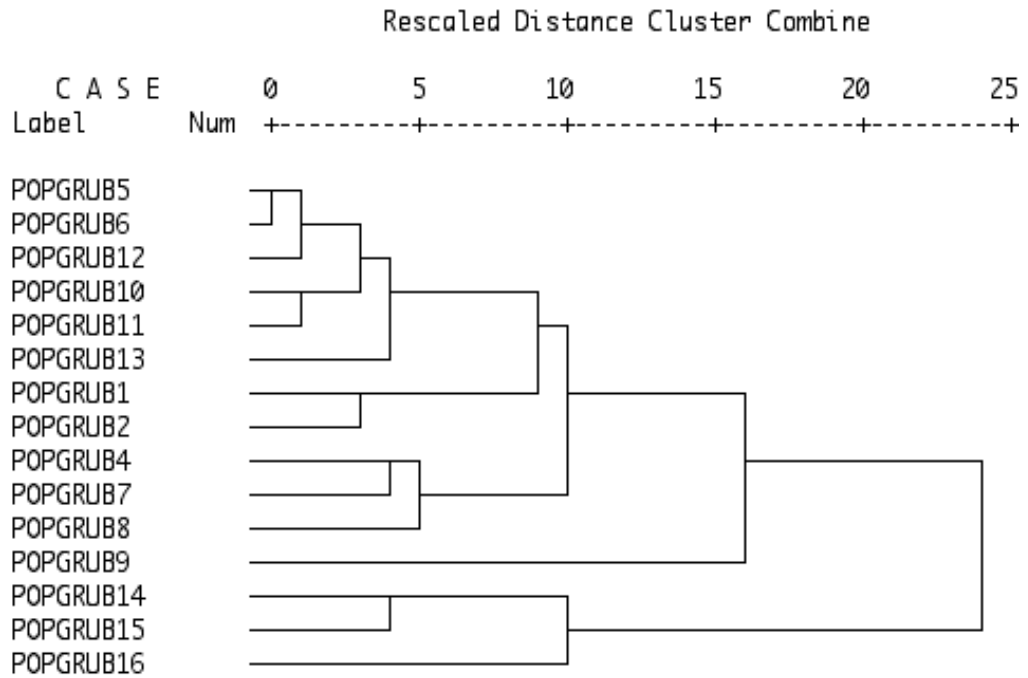 Rescaled Distance Cluster Combine
C A S E 0 5 10 15 20 25
Label Num +---------+---------+---------+---------+---------+
POPGRUB5
POPGRUB6
POPGRUB12
POPGRUB10
POPGRUB11
POPGRUB13
POPGRUB1
POPGRUB2
POPGRUB4
POPGRUB7
POPGRUB8
POPGRUB9
POPGRUB14
POPGRUB15
POPGRUB16